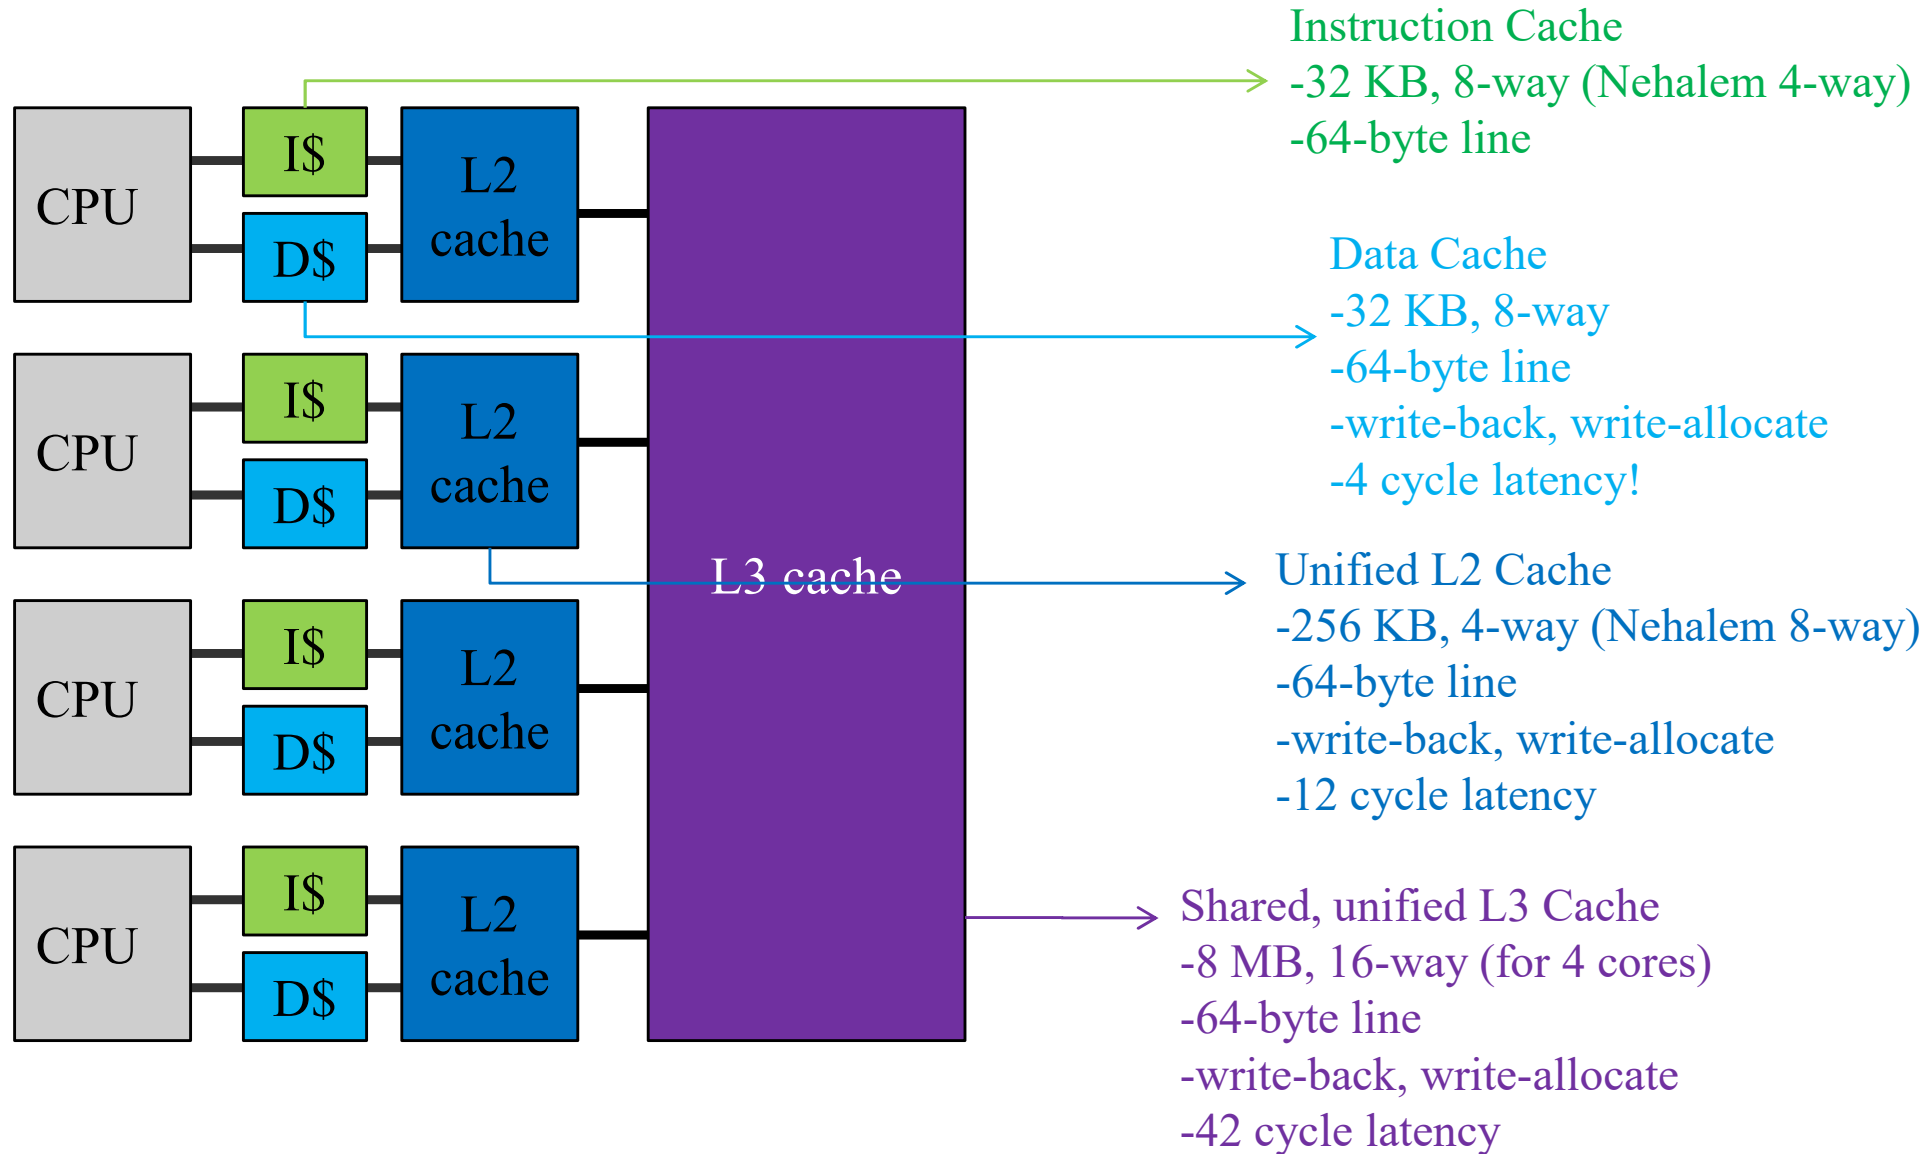 Instruction Cache
-32 KB, 8-way (Nehalem 4-way)
-64-byte line
CPU
I$
D$
L2
cache
Data Cache
-32 KB, 8-way
-64-byte line
-write-back, write-allocate
-4 cycle latency!
CPU
I$
D$
L2
cache
L3 cache
Unified L2 Cache
-256 KB, 4-way (Nehalem 8-way)
-64-byte line
-write-back, write-allocate
-12 cycle latency
CPU
I$
D$
L2
cache
CPU
I$
D$
L2
cache
Shared, unified L3 Cache
-8 MB, 16-way (for 4 cores)
-64-byte line
-write-back, write-allocate
-42 cycle latency